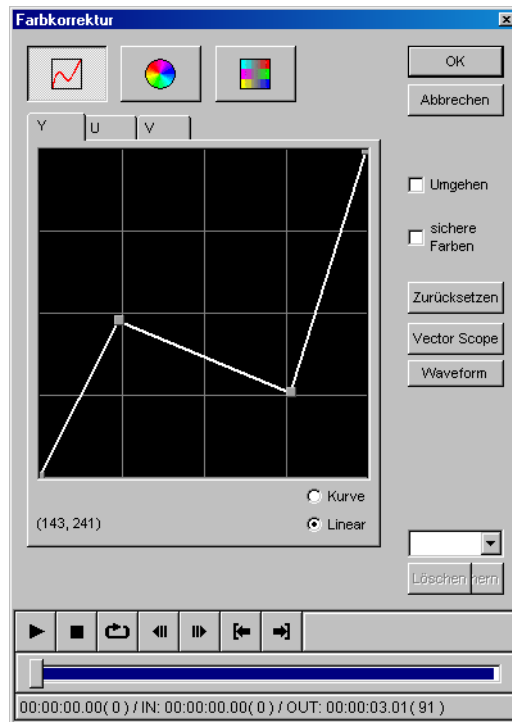 Farbkorrektur
OK
Abbrechen
Y U V
Umgehen
sichere
Farben
Zurücksetzen
Vector Scope
Waveform
Kurve
(143, 241)
Linear
Löschen
00:00:00.00( 0 ) / IN: 00:00:00.00( 0 ) / OUT: 00:00:03.01( 91 )